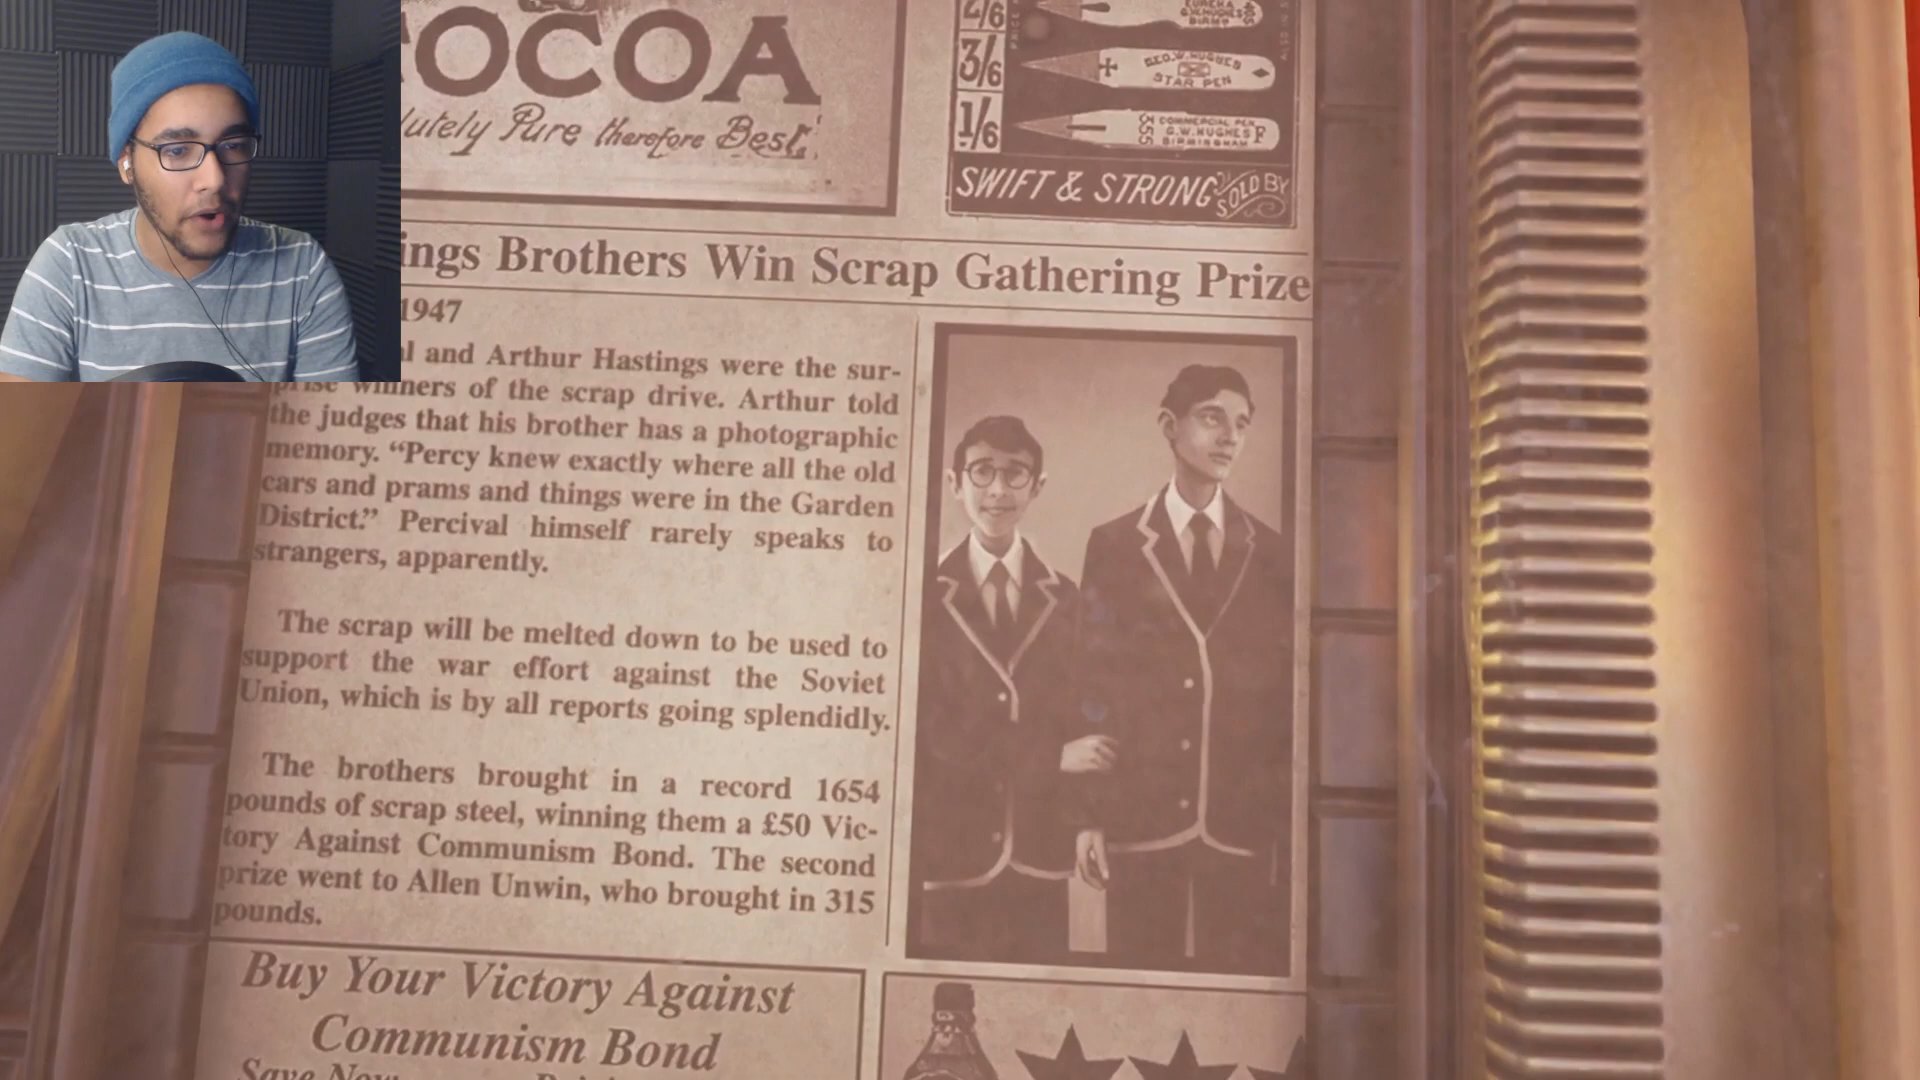 COCOA
lutely Pure therefore Best.
2/6
3/6
1/6
GEO.W.HUGHES
STAR PEN
COMMERCIAL PEN
G.W.HUGHES F
BIRMINGHAM
355
SWIFT & STRONG SOLD BY
ings Brothers Win Scrap Gathering Prize
1947
l and Arthur Hastings were the sur-
prise winners of the scrap drive. Arthur told
the judges that his brother has a photographic
memory. “Percy knew exactly where all the old
cars and prams and things were in the Garden
District.” Percival himself rarely speaks to
strangers, apparently.
The scrap will be melted down to be used to
support the war effort against the Soviet
Union, which is by all reports going splendidly.
The brothers brought in a record 1654
pounds of scrap steel, winning them a £50 Vic-
tory Against Communism Bond. The second
prize went to Allen Unwin, who brought in 315
pounds.
Buy Your Victory Against
Communism Bond
Save Now